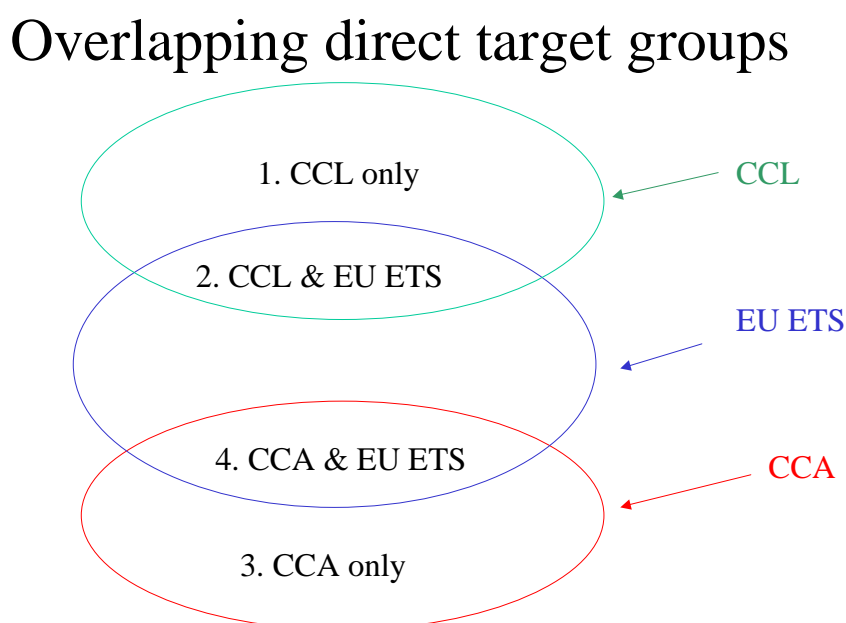 Overlapping direct target groups
1. CCL only
CCL
2. CCL & EU ETS
EU ETS
4. CCA & EU ETS
CCA
3. CCA only